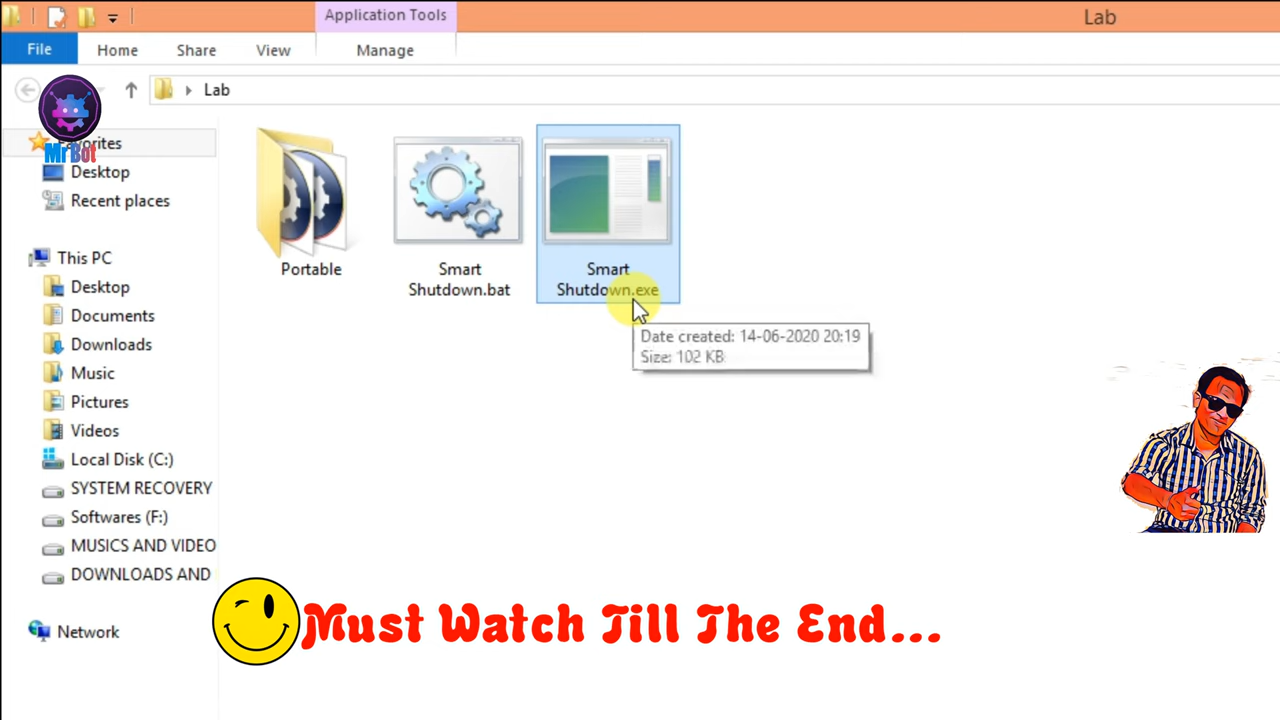 Application Tools
Lab
File
Home
Share
View
Manage
Lab
Favorites
MrBot
Desktop
Recent places
This PC
Desktop
Documents
Downloads
Music
Pictures
Videos
Local Disk (C:)
SYSTEM RECOVERY
Softwares (F:)
MUSICS AND VIDEO
DOWNLOADS AND
Network
Portable
Smart
Shutdown.bat
Smart
Shutdown.exe
Date created: 14-06-2020 20:19
Size: 102 KB
Must Watch Till The End...